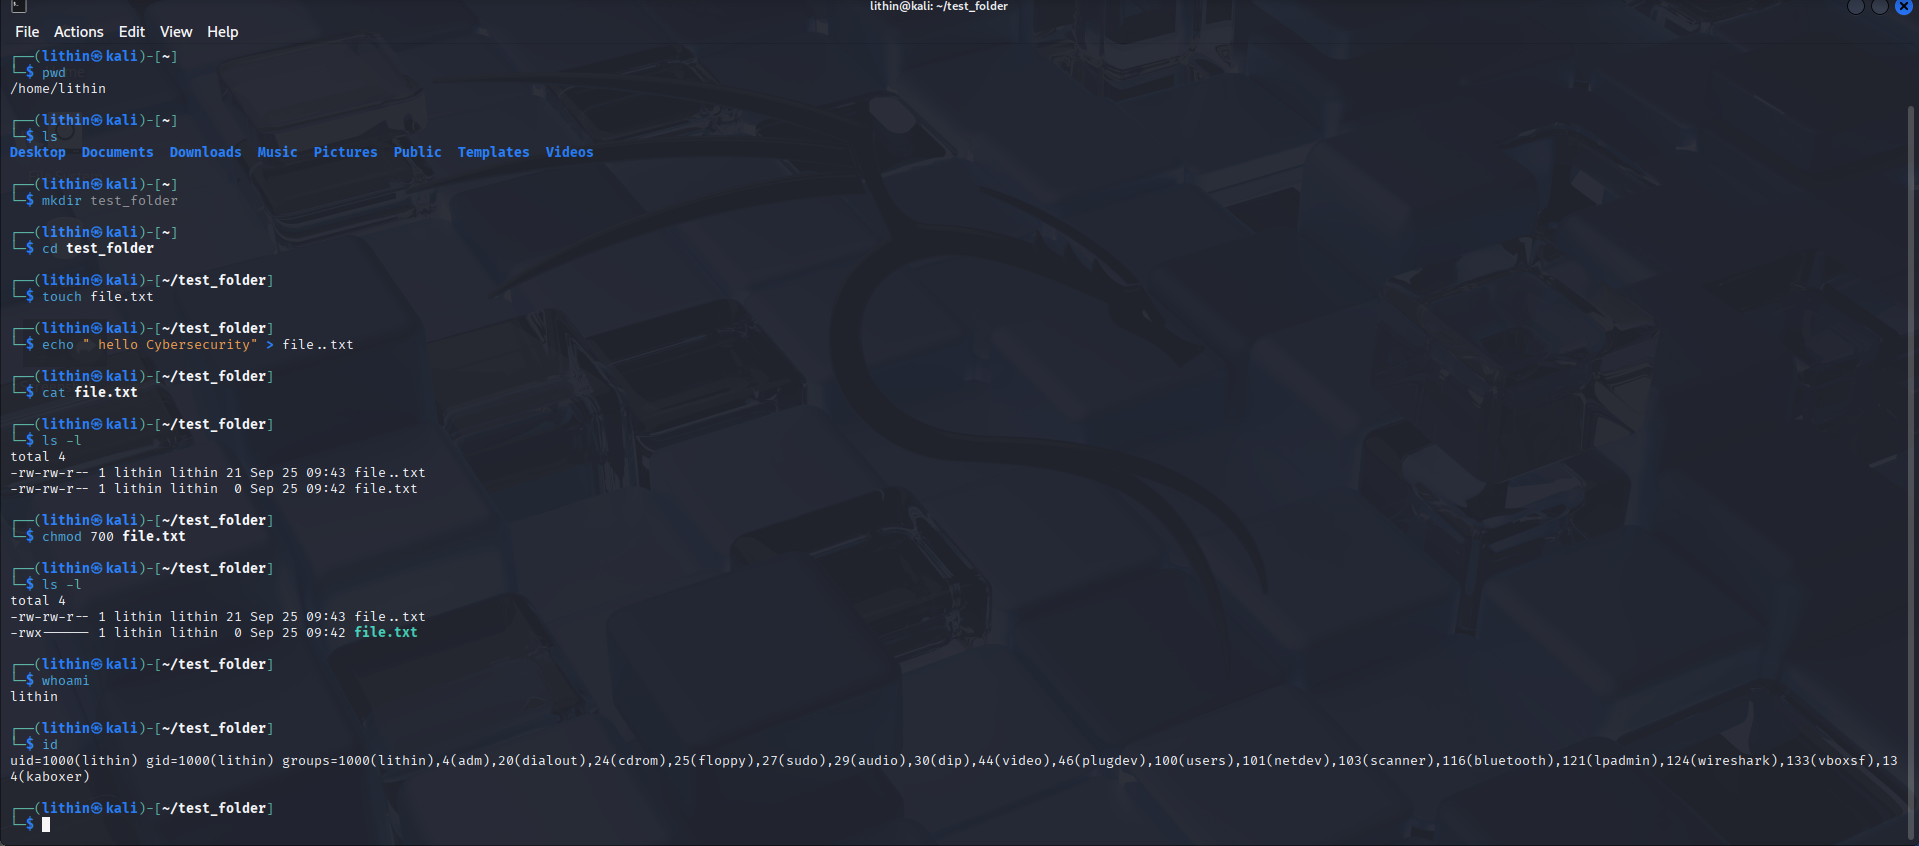 lithin@kali: ~/test_folder
File Actions Edit View Help
┌──(lithin㉿kali)-[~]
└─$ pwd
/home/lithin
┌──(lithin㉿kali)-[~]
└─$ ls
Desktop Documents Downloads Music Pictures Public Templates Videos
┌──(lithin㉿kali)-[~]
└─$ mkdir test_folder
┌──(lithin㉿kali)-[~]
└─$ cd test_folder
┌──(lithin㉿kali)-[~/test_folder]
└─$ touch file.txt
┌──(lithin㉿kali)-[~/test_folder]
└─$ echo " hello Cybersecurity" > file..txt
┌──(lithin㉿kali)-[~/test_folder]
└─$ cat file.txt
┌──(lithin㉿kali)-[~/test_folder]
└─$ ls -l
total 4
-rw-rw-r-- 1 lithin lithin 21 Sep 25 09:43 file..txt
-rw-rw-r-- 1 lithin lithin  0 Sep 25 09:42 file.txt
┌──(lithin㉿kali)-[~/test_folder]
└─$ chmod 700 file.txt
┌──(lithin㉿kali)-[~/test_folder]
└─$ ls -l
total 4
-rw-rw-r-- 1 lithin lithin 21 Sep 25 09:43 file..txt
-rwx------ 1 lithin lithin  0 Sep 25 09:42 file.txt
┌──(lithin㉿kali)-[~/test_folder]
└─$ whoami
lithin
┌──(lithin㉿kali)-[~/test_folder]
└─$ id
uid=1000(lithin) gid=1000(lithin) groups=1000(lithin),4(adm),20(dialout),24(cdrom),25(floppy),27(sudo),29(audio),30(dip),44(video),46(plugdev),100(users),101(netdev),103(scanner),116(bluetooth),121(lpadmin),124(wireshark),133(vboxsf),13
4(kaboxer)
┌──(lithin㉿kali)-[~/test_folder]
└─$